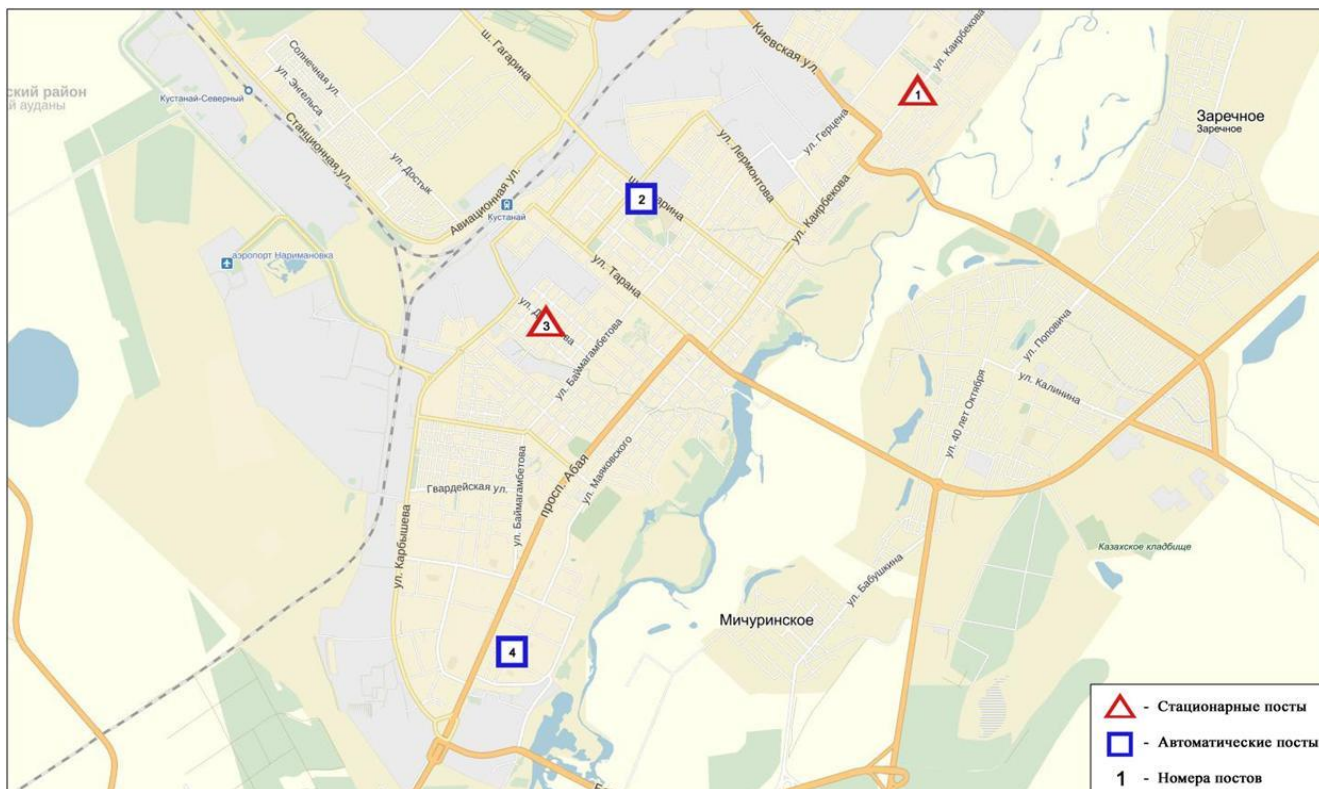 Киевская ул.
ул. Каирбекова
ш. Гагарина
Солнечная ул.
ул. Энгельса
ский район
й ауданы
Кустанай-Северный
1
Заречное
Заречное
Станционная ул.
ул. Герцена
ул. Лермонтова
ул. Достык
Авиационная ул.
Кустанай
2
ул. Каирбекова
аэропорт Наримановка
ул. Тарана
3
ул. Баймагамбетова
ул. Поповича
ул. Калинина
ул. 40 лет Октября
просп. Абая
ул. Маяковского
Гвардейская ул.
ул. Баймагамбетова
ул. Карбышева
Казахское кладбище
ул. Бабушкина
Мичуринское
4
- Стационарные посты
- Автоматические посты
1 - Номера постов